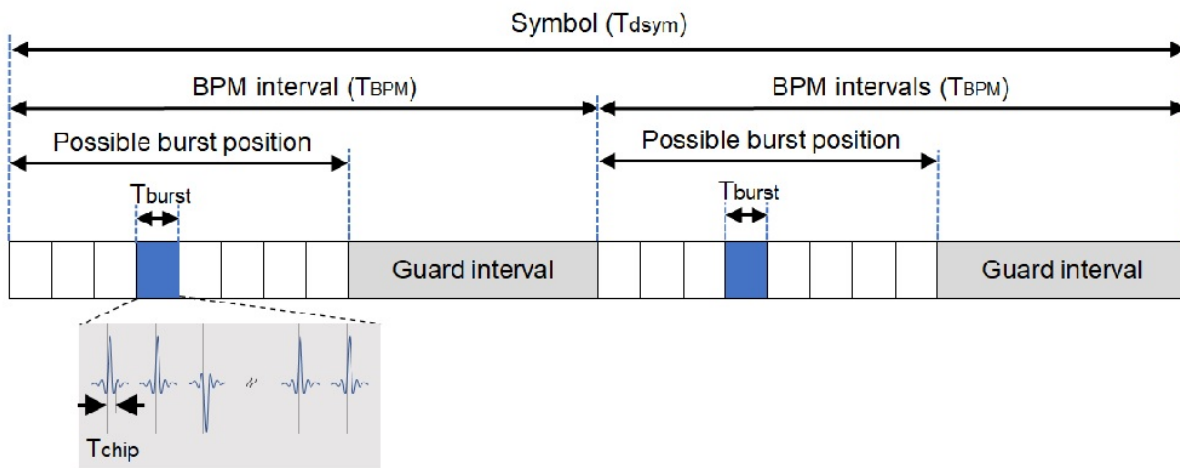 Symbol (Tdsym)
BPM interval (TBPM)
BPM intervals (TBPM)
Possible burst position
Possible burst position
Tburst
Tburst
Guard interval
Guard interval
Tchip